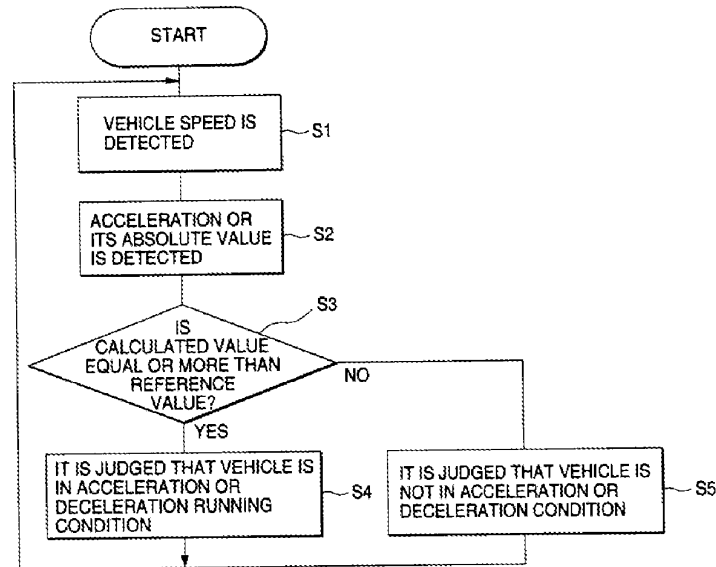 START
VEHICLE SPEED IS
DETECTED
S1
ACCELERATION OR
ITS ABSOLUTE VALUE
IS DETECTED
S2
S3
IS
CALCULATED VALUE
EQUAL OR MORE THAN
REFERENCE
VALUE?
NO
YES
IT IS JUDGED THAT VEHICLE IS
IN ACCELERATION OR
DECELERATION RUNNING
CONDITION
S4
IT IS JUDGED THAT VEHICLE IS
NOT IN ACCELERATION OR
DECELERATION CONDITION
S5